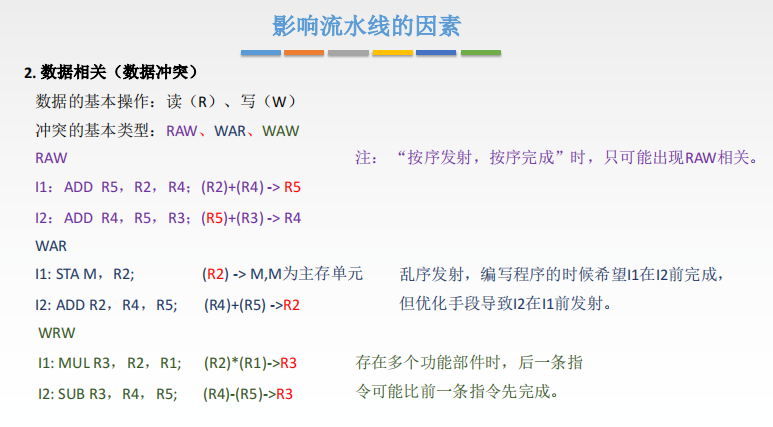 影响流水线的因素
2. 数据相关（数据冲突）
数据的基本操作：读（R）、写（W）
冲突的基本类型：RAW、WAR、WAW
RAW
注： “按序发射，按序完成”时，只可能出现RAW相关。
I1：ADD R5，R2，R4；(R2)+(R4) -> R5
I2：ADD R4，R5，R3；(R5)+(R3) -> R4
WAR
I1: STA M，R2; (R2) -> M,M为主存单元
I2: ADD R2，R4，R5; (R4)+(R5) ->R2
乱序发射，编写程序的时候希望I1在I2前完成，
但优化手段导致I2在I1前发射。
WRW
I1: MUL R3，R2，R1; (R2)*(R1)->R3
I2: SUB R3，R4，R5; (R4)-(R5)->R3
存在多个功能部件时，后一条指
令可能比前一条指令先完成。